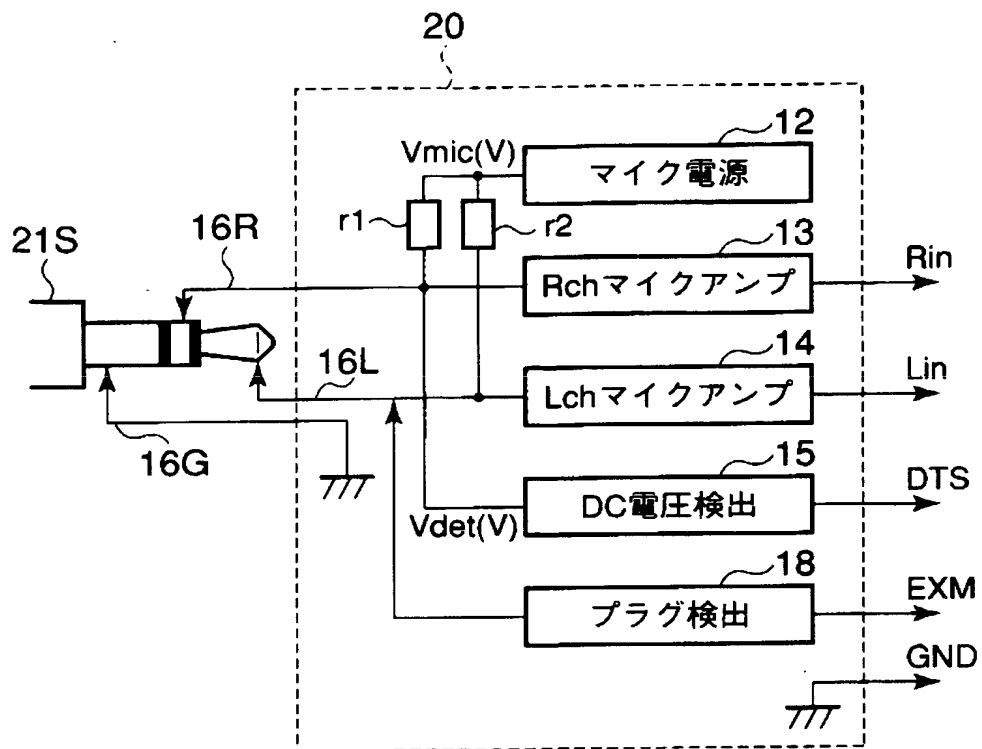 20
12
Vmic(V)
マイク電源
r1
r2
21S
16R
13
Rchマイクアンプ
Rin
16L
14
Lchマイクアンプ
Lin
16G
15
DC電圧検出
DTS
Vdet(V)
18
プラグ検出
EXM
GND